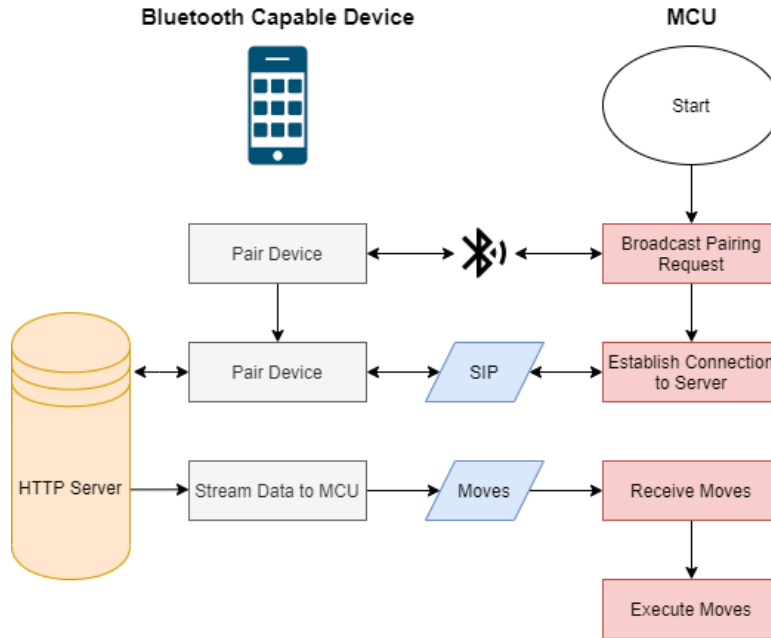 Bluetooth Capable Device
MCU
Start
Pair Device
Broadcast Pairing
Request
Pair Device
SIP
Establish Connection
to Server
HTTP Server
Stream Data to MCU
Moves
Receive Moves
Execute Moves